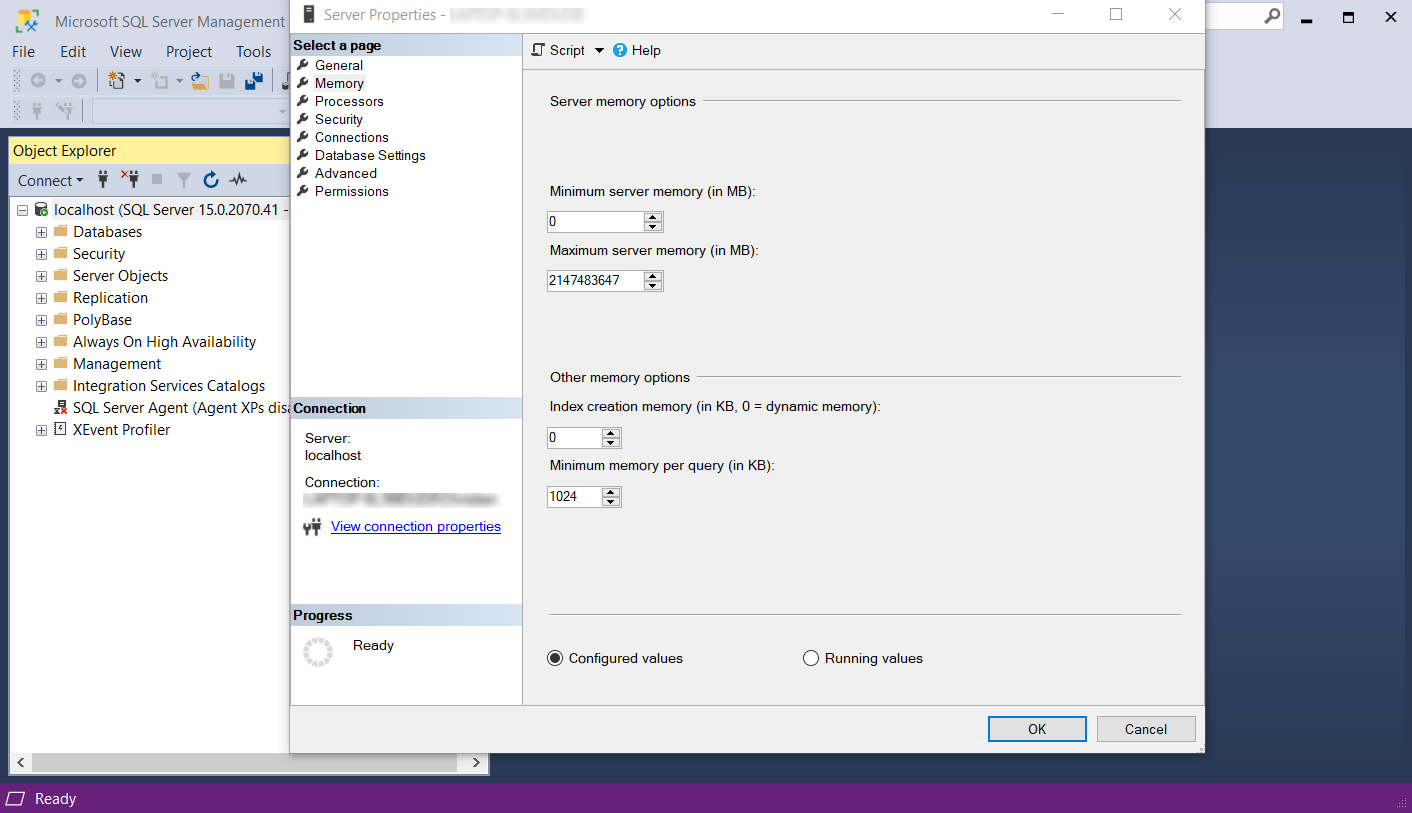 Microsoft SQL Server Management
File Edit View Project Tools
Object Explorer
Connect
localhost (SQL Server 15.0.2070.41 -
Databases
Security
Server Objects
Replication
PolyBase
Always On High Availability
Management
Integration Services Catalogs
SQL Server Agent (Agent XPs disa
XEvent Profiler
Server Properties -
Select a page
General
Memory
Processors
Security
Connections
Database Settings
Advanced
Permissions
Connection
Server:
localhost
Connection:
View connection properties
Progress
Ready
Script Help
Server memory options
Minimum server memory (in MB):
0
Maximum server memory (in MB):
2147483647
Other memory options
Index creation memory (in KB, 0 = dynamic memory):
0
Minimum memory per query (in KB):
1024
Configured values Running values
OK Cancel
Ready